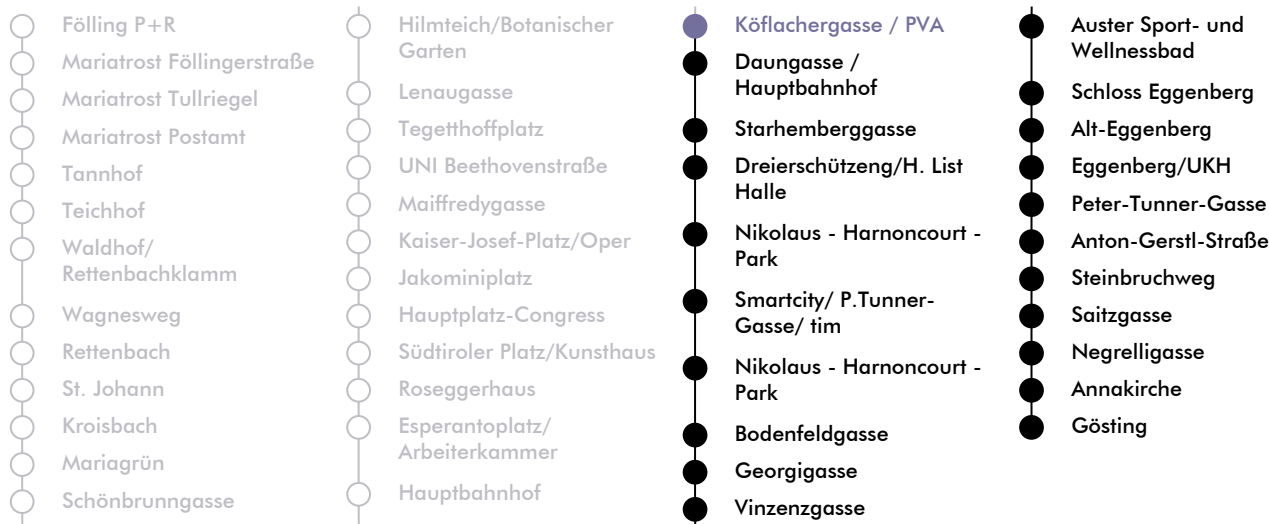 Fölling P+R
Mariatrost Föllingerstraße
Mariatrost Tullriegel
Mariatrost Postamt
Tannhof
Teichhof
Waldhof/
Rettenbachklamm
Wagnesweg
Rettenbach
St. Johann
Kroisbach
Mariagrün
Schönbrunngasse
Hilmteich/Botanischer
Garten
Lenaugasse
Tegetthoffplatz
UNI Beethovenstraße
Maiffredygasse
Kaiser-Josef-Platz/Oper
Jakominiplatz
Hauptplatz-Congress
Südtiroler Platz/Kunsthaus
Roseggerhaus
Esperantoplatz/
Arbeiterkammer
Hauptbahnhof
Köflachergasse / PVA
Daungasse /
Hauptbahnhof
Starhemberggasse
Dreierschützeng/H. List
Halle
Nikolaus - Harnoncourt -
Park
Smartcity/ P.Tunner-
Gasse/ tim
Nikolaus - Harnoncourt -
Park
Bodenfeldgasse
Georgigasse
Vinzenzgasse
Auster Sport- und
Wellnessbad
Schloss Eggenberg
Alt-Eggenberg
Eggenberg/UKH
Peter-Tunner-Gasse
Anton-Gerstl-Straße
Steinbruchweg
Saitzgasse
Negrelligasse
Annakirche
Gösting